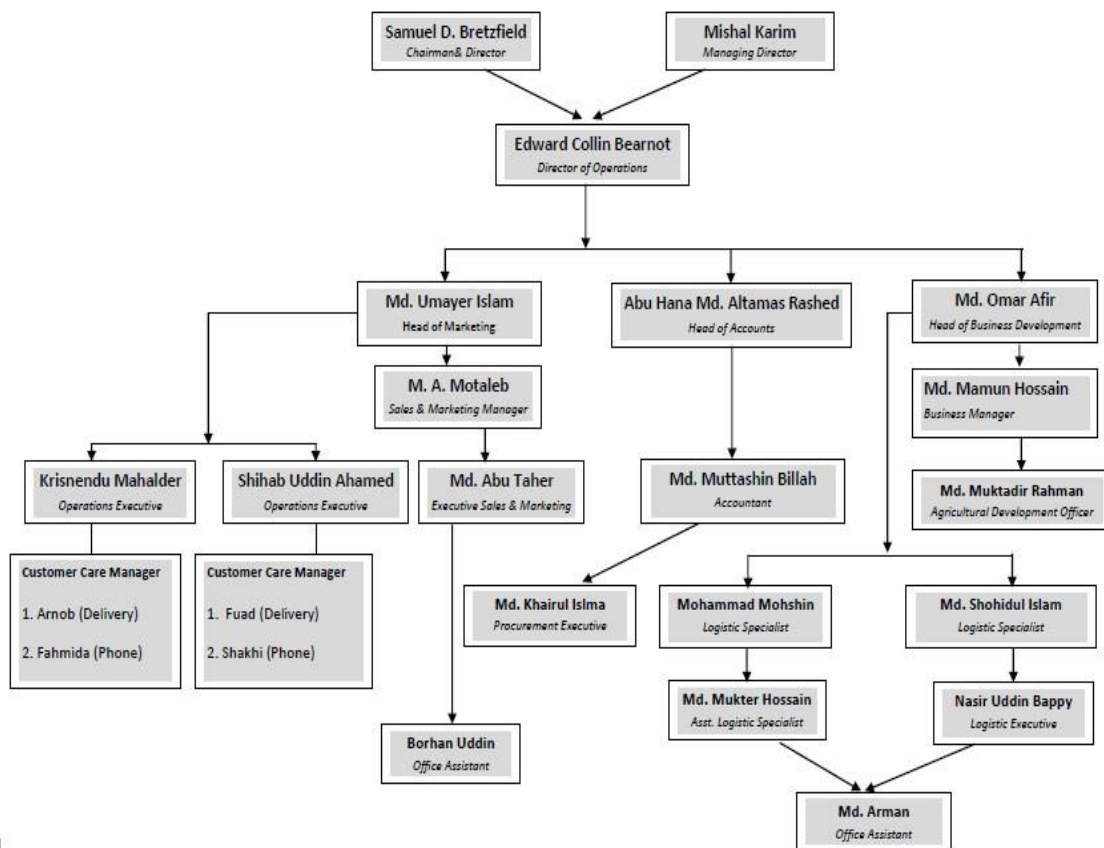 Samuel D. Bretzfield
Chairman& Director
Mishal Karim
Managing Director
Edward Collin Bearnot
Director of Operations
Md. Umayer Islam
Head of Marketing
Abu Hana Md. Altamas Rashed
Head of Accounts
Md. Omar Afir
Head of Business Development
M. A. Motaleb
Sales & Marketing Manager
Md. Mamun Hossain
Business Manager
Krisnendu Mahalder
Operations Executive
Shihab Uddin Ahamed
Operations Executive
Md. Abu Taher
Executive Sales & Marketing
Md. Muttashin Billah
Accountant
Md. Muktadir Rahman
Agricultural Development Officer
Customer Care Manager
1. Arnob (Delivery)
2. Fahmida (Phone)
Customer Care Manager
1. Fuad (Delivery)
2. Shakhi (Phone)
Md. Khairul Islma
Procurement Executive
Mohammad Mohshin
Logistic Specialist
Md. Shohidul Islam
Logistic Specialist
Md. Mukter Hossain
Asst. Logistic Specialist
Nasir Uddin Bappy
Logistic Executive
Borhan Uddin
Office Assistant
Md. Arman
Office Assistant